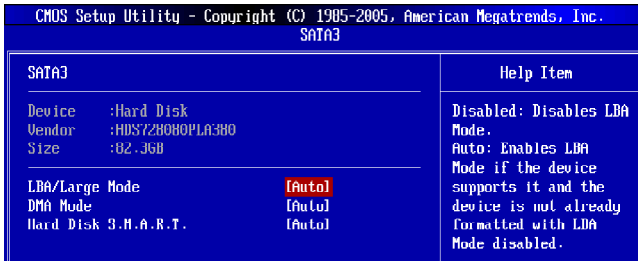 CMOS Setup Utility - Copyright (C) 1985-2005, American Megatrends, Inc.
SATA3
SATA3
Help Item
Device :Hard Disk
Vendor :HDS728080PLA380
Size :82.3GB
LBA/Large Mode [Auto]
DMA Mode [Auto]
Hard Disk S.M.A.R.T. [Auto]
Disabled: Disables LBA
Mode.
Auto: Enables LBA
Mode if the device
supports it and the
device is not already
formatted with LBA
Mode disabled.